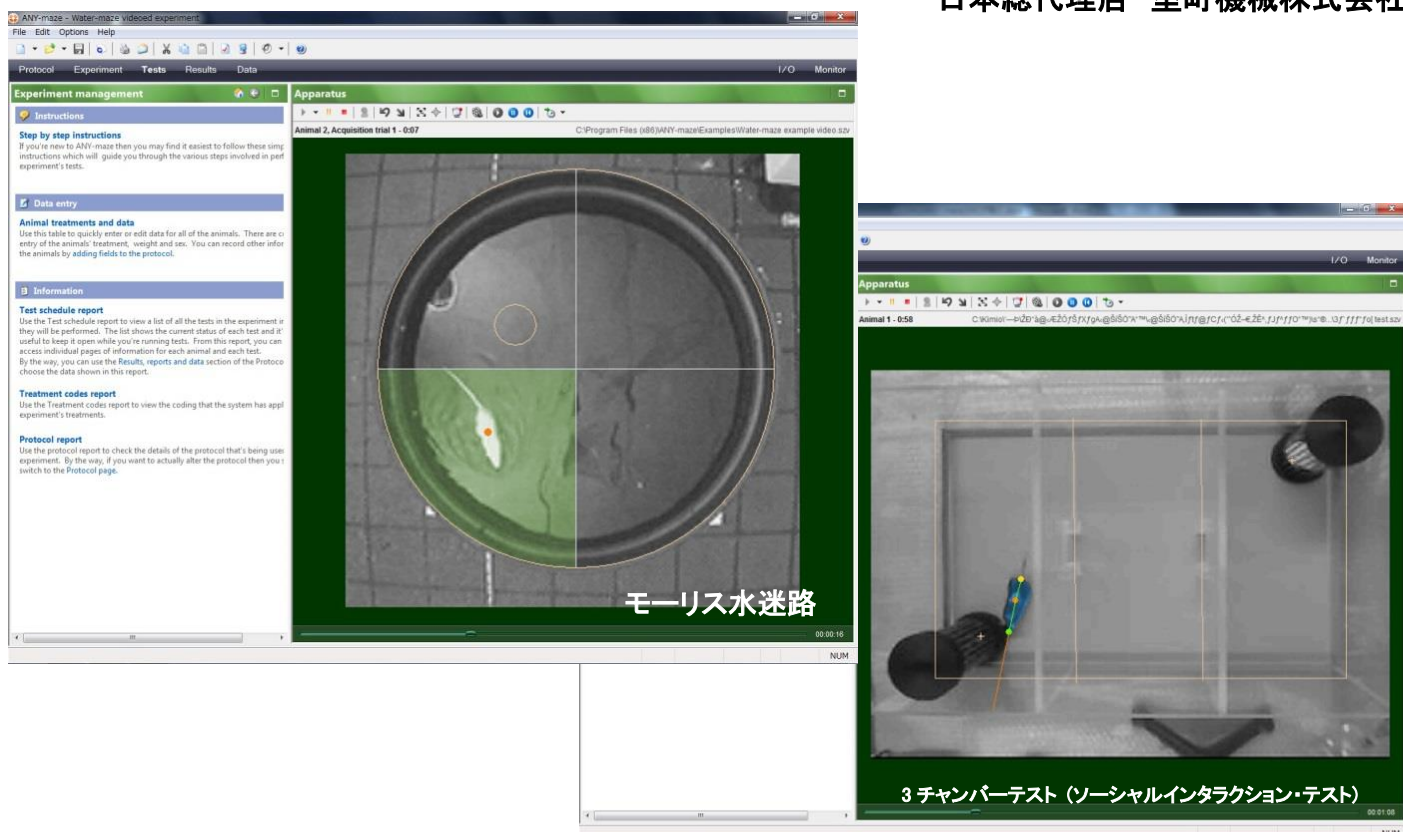 日本総代理店 室町機械株式会社
ANY-maze - Water-maze videoed experiment
File Edit Options Help
Protocol Experiment Tests Results Data I/O Monitor
Experiment management
Instructions
Step by step instructions
If you're new to ANY-maze then you may find it easiest to follow these simp
instructions which will guide you through the various steps involved in perf
experiment's tests.
Data entry
Animal treatments and data
Use this table to quickly enter or edit data for all of the animals. There are c
entry of the animals' treatment, weight and sex. You can record other infor
the animals by adding fields to the protocol.
Information
Test schedule report
Use the Test schedule report to view a list of all the tests in the experiment ir
they will be performed. The list shows the current status of each test and it'
useful to keep it open while you're running tests. From this report, you can
access individual pages of information for each animal and each test.
By the way, you can use the Results, reports and data section of the Protoco
choose the data shown in this report.
Treatment codes report
Use the Treatment codes report to view the coding that the system has appl
experiment's treatments.
Protocol report
Use the protocol report to check the details of the protocol that's being use
experiment. By the way, if you want to actually alter the protocol then you s
switch to the Protocol page.
Apparatus
Animal 2, Acquisition trial 1 - 0:07 C:\Program Files (x86)\ANY-maze\Examples\Water-maze example video.szv
モーリス水迷路
00:00:16
NUM
I/O Monitor
Apparatus
Animal 1 - 0:58
test.szv
3チャンバーテスト（ソーシャルインタラクション・テスト）
00:01:08
NUM